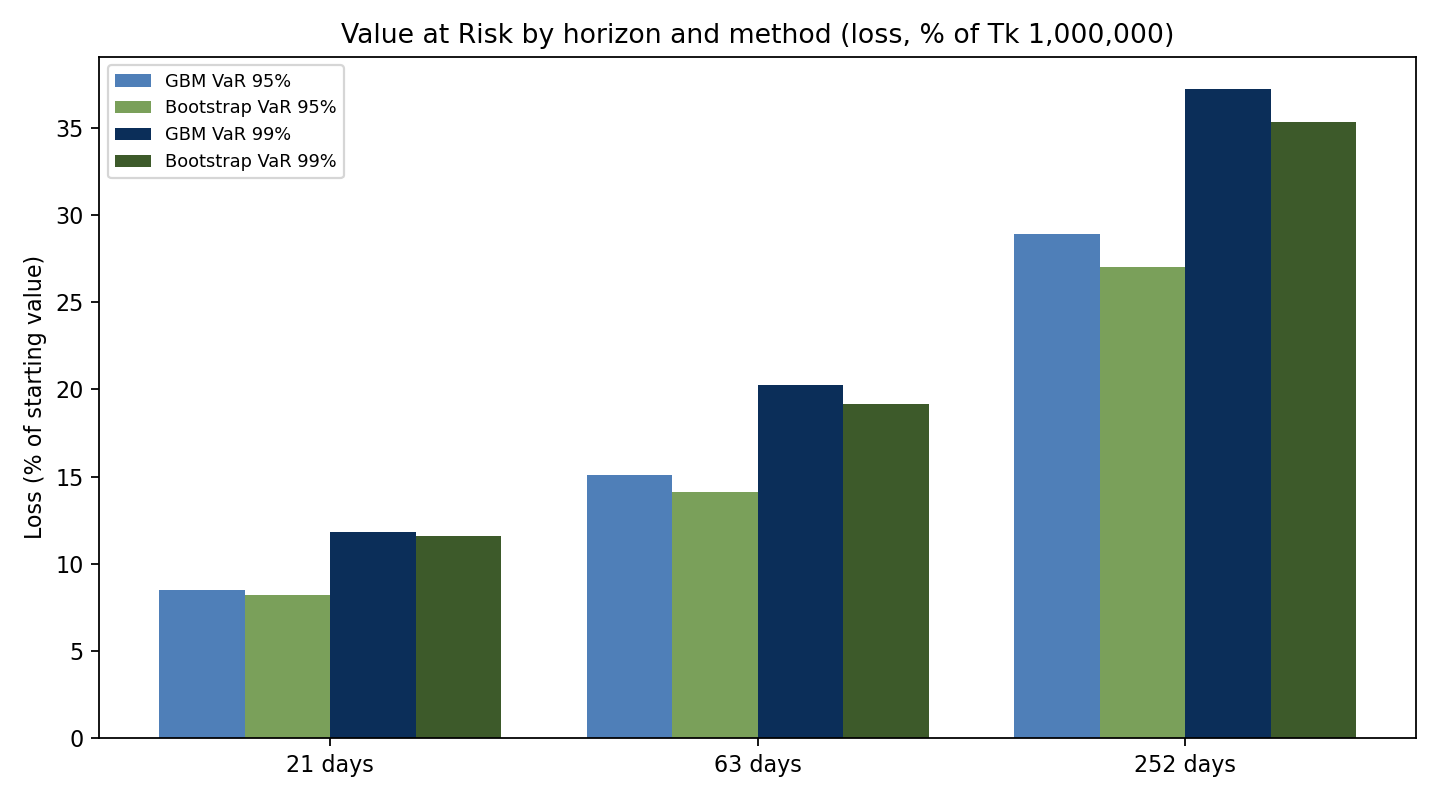 Value at Risk by horizon and method (loss, % of Tk 1,000,000)
GBM VaR 95%
Bootstrap VaR 95%
GBM VaR 99%
Bootstrap VaR 99%
Loss (% of starting value)
35
30
25
20
15
10
5
0
21 days
63 days
252 days